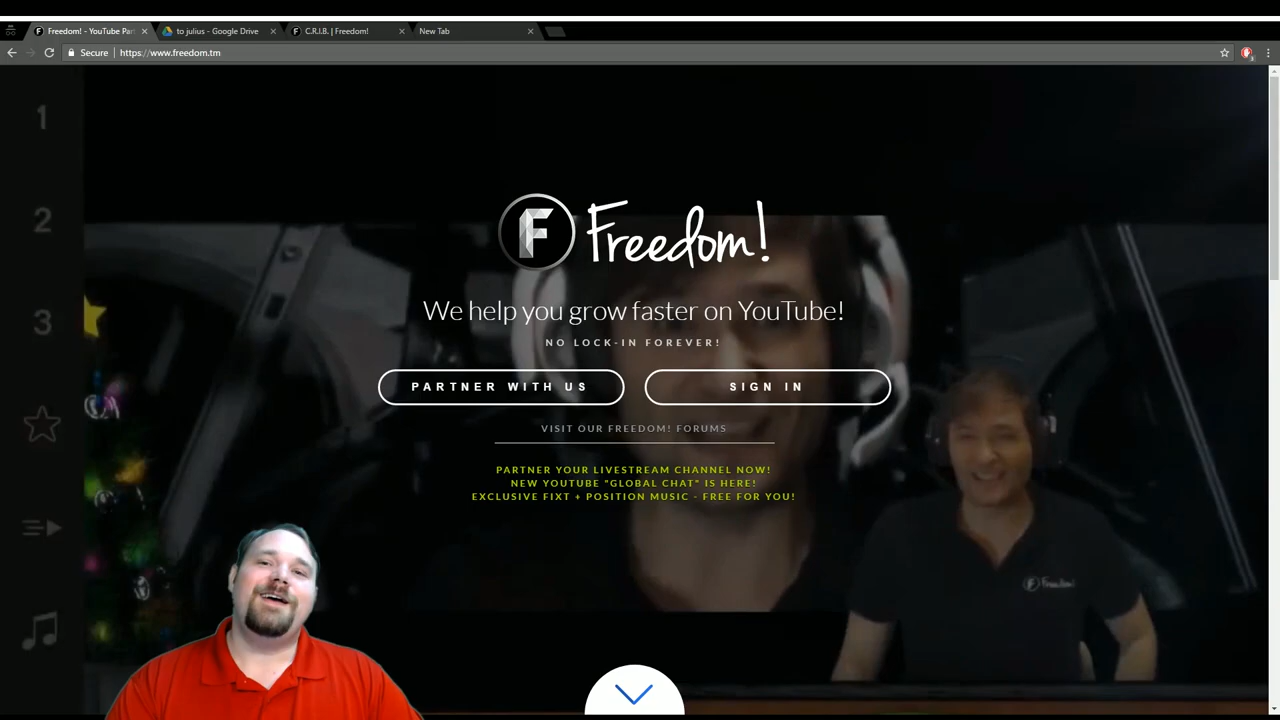 Freedom! - YouTube Par
to julius - Google Drive
C.R.I.B. | Freedom!
New Tab
Secure
https://www.freedom.tm
3
1
2
3
F Freedom!
We help you grow faster on YouTube!
NO LOCK-IN FOREVER!
PARTNER WITH US
SIGN IN
VISIT OUR FREEDOM! FORUMS
PARTNER YOUR LIVESTREAM CHANNEL NOW!
NEW YOUTUBE "GLOBAL CHAT" IS HERE!
EXCLUSIVE FIXT + POSITION MUSIC - FREE FOR YOU!
F Freedom!